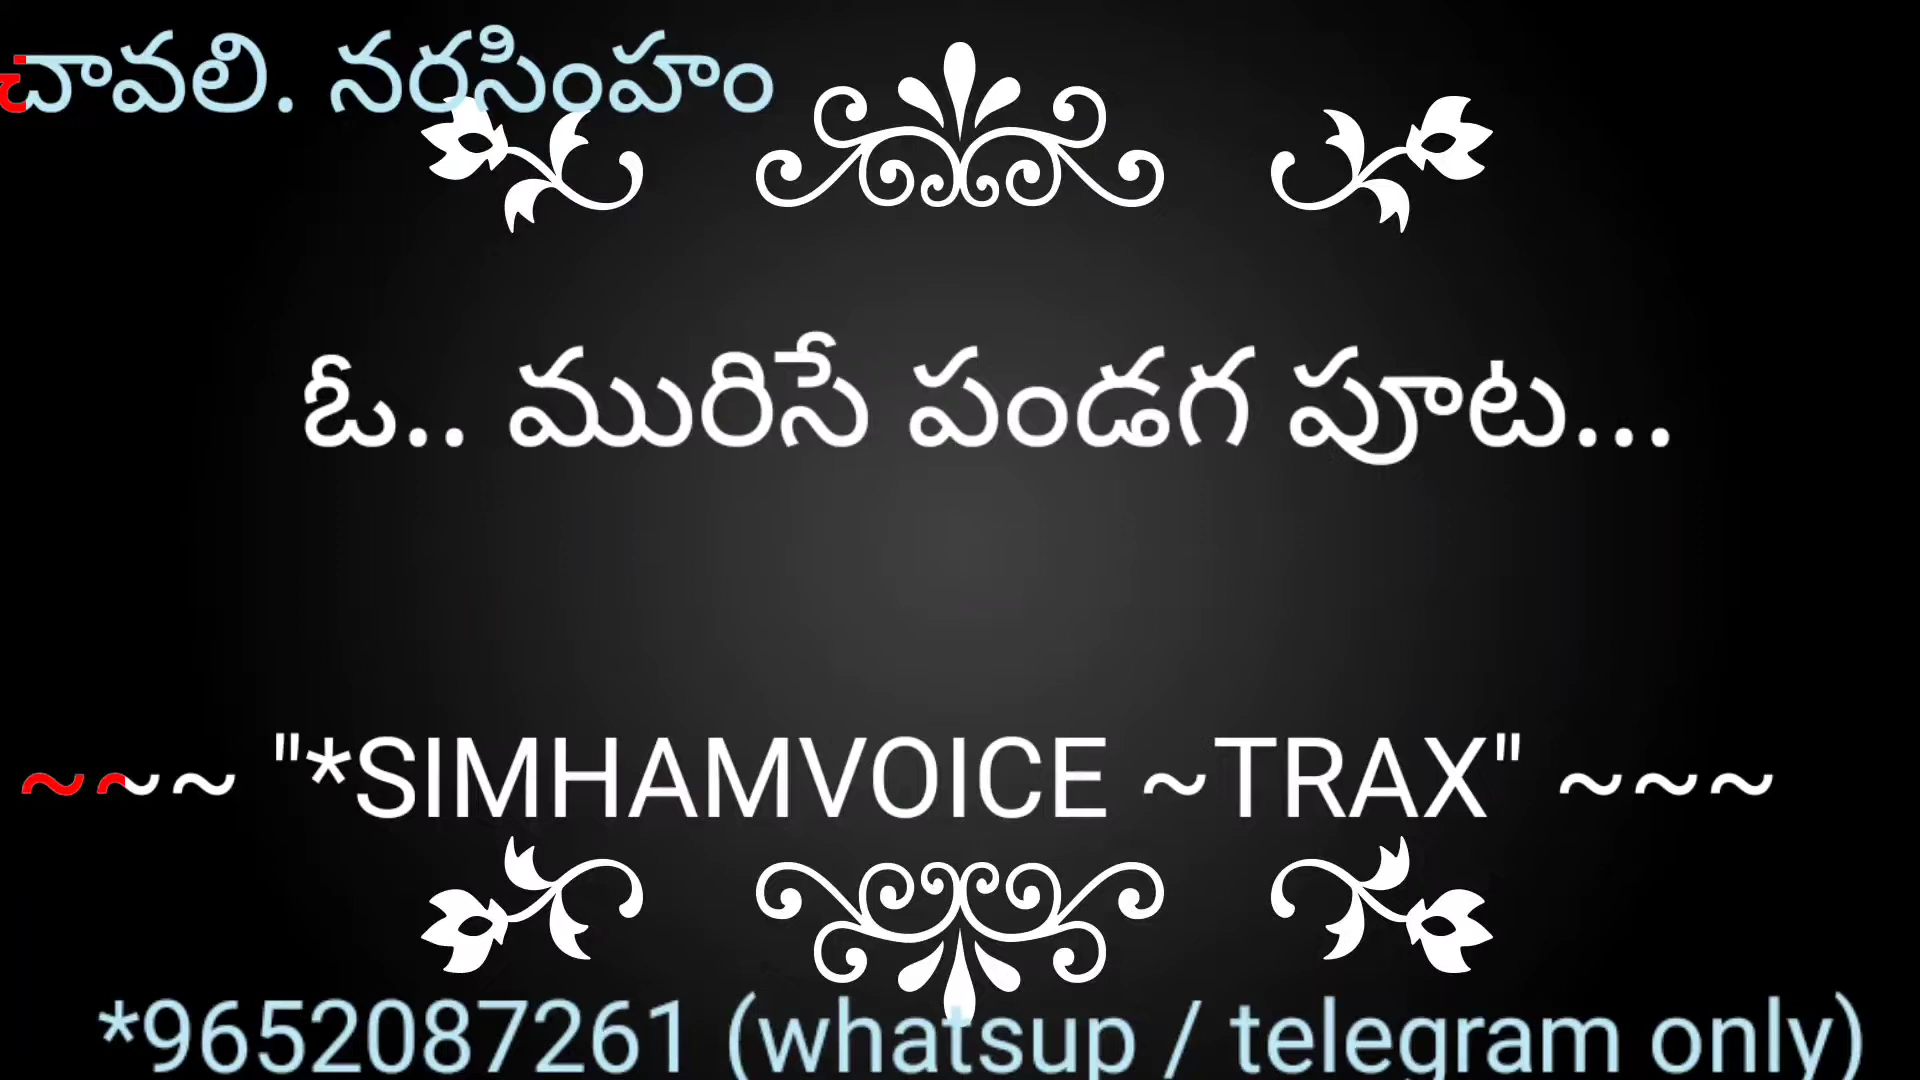 చావలి. నరసింహం
ఓ.. మురిసే పండగ పూట...
~~~ "*SIMHAMVOICE ~TRAX" ~~~
*9652087261 (whatsup / telegram only)